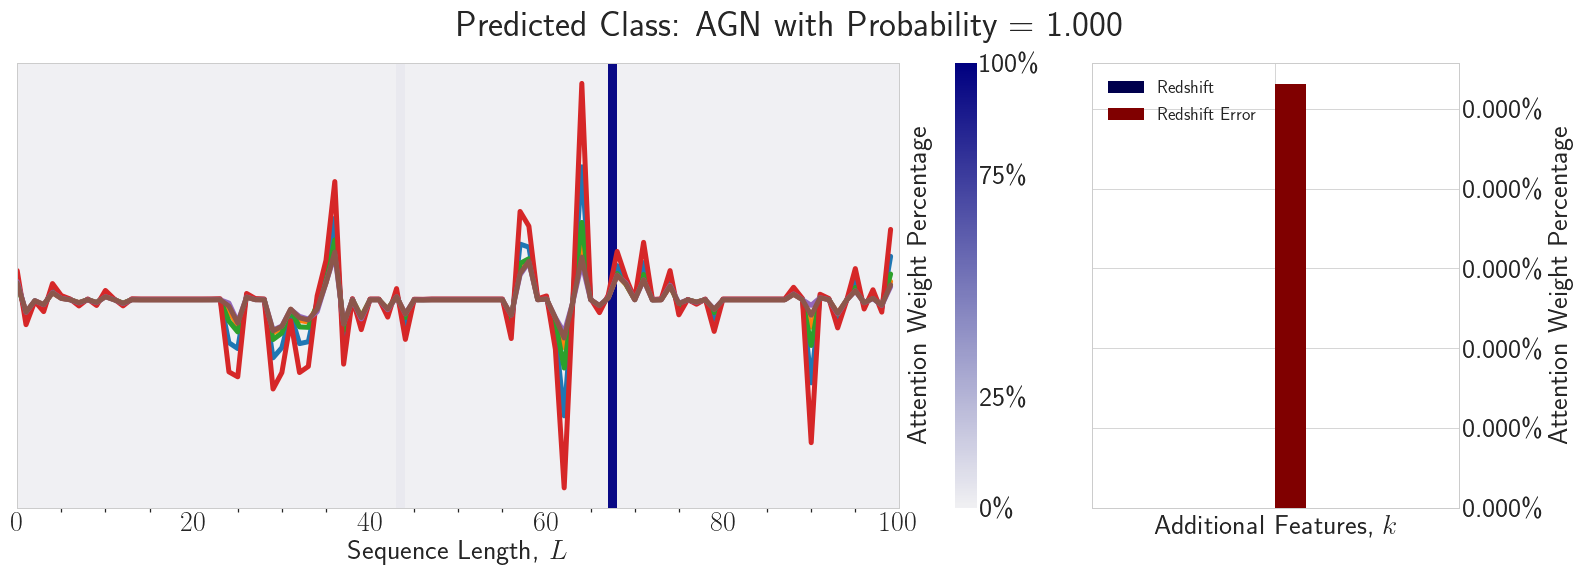 Predicted Class: AGN with Probability = 1.000
100%
75%
25%
0%
Attention Weight Percentage
0
20
40
60
80
100
Sequence Length, L
Redshift
Redshift Error
0.000%
0.000%
0.000%
0.000%
0.000%
0.000%
Attention Weight Percentage
Additional Features, k